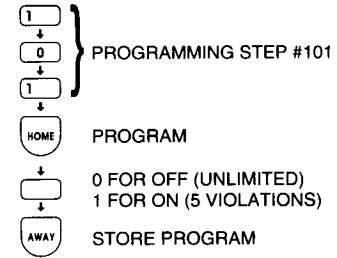 1
0 PROGRAMMING STEP #101
1
HOME PROGRAM
0 FOR OFF (UNLIMITED)
1 FOR ON (5 VIOLATIONS)
AWAY STORE PROGRAM